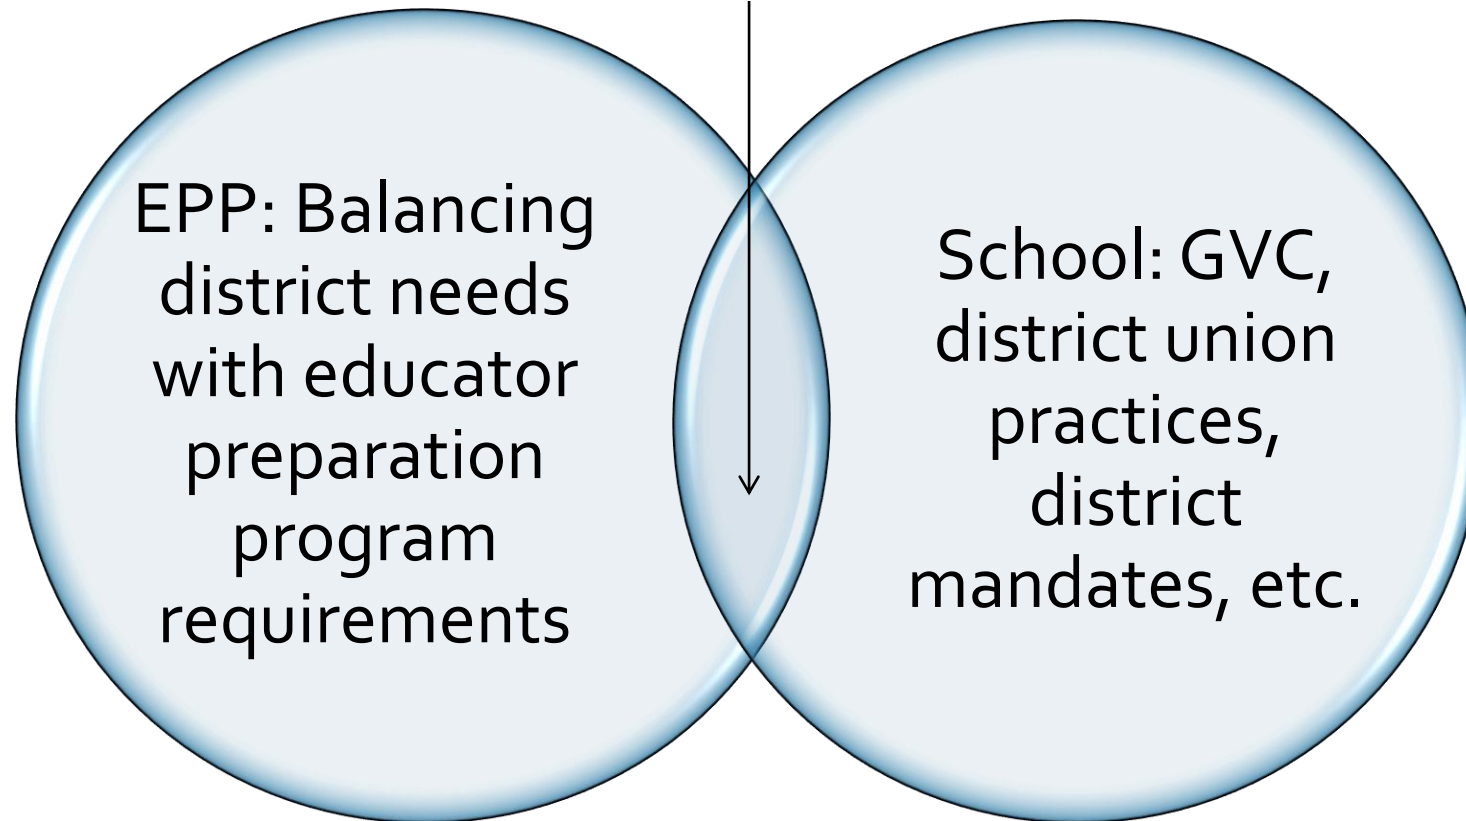 EPP: Balancing
district needs
with educator
preparation
program
requirements
School: GVC,
district union
practices,
district
mandates, etc.